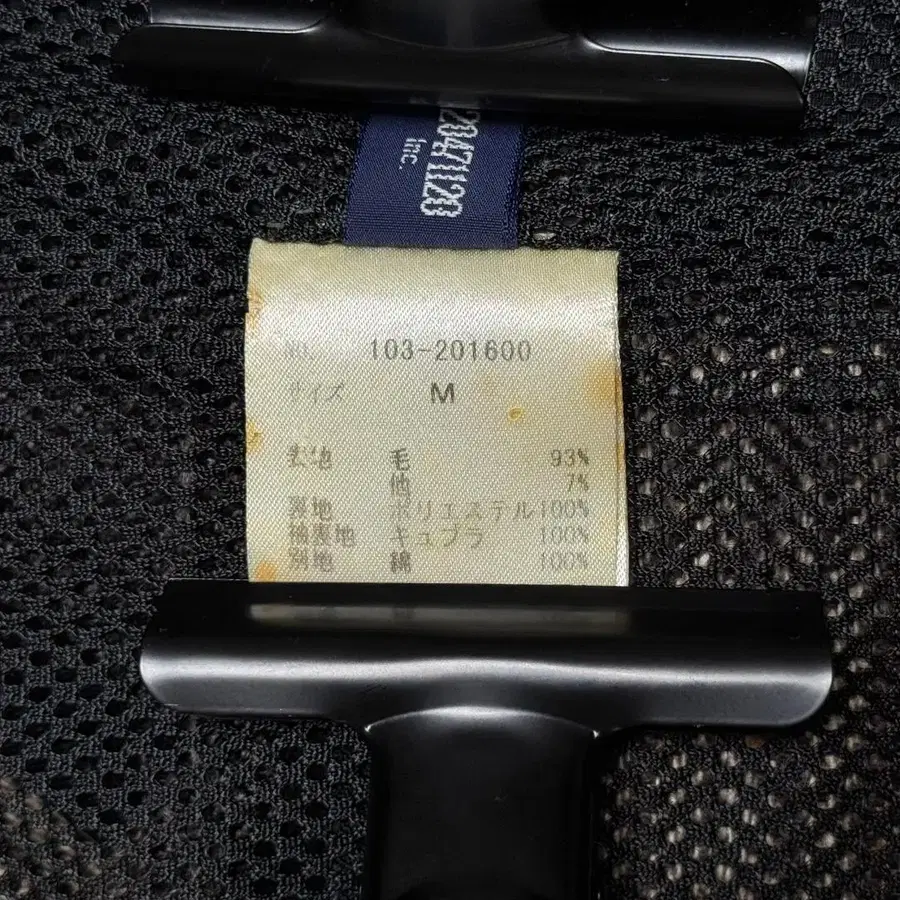 20471120
inc.
NO. 103-201600
サイズ M
表地 毛 93%
他 7%
裏地 ポリエステル100%
袖裏地 キュプラ 100%
別地 綿 100%